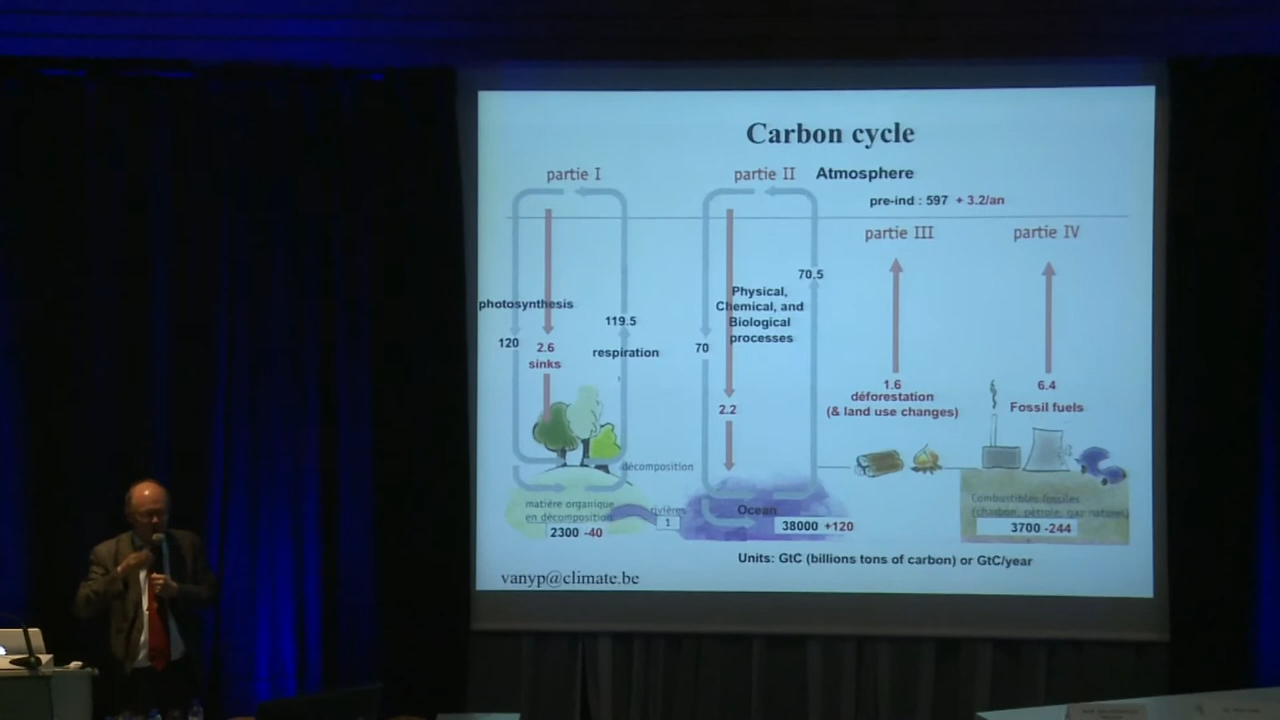 Carbon cycle
partie I
partie II
Atmosphere
pre-ind : 597 + 3.2/an
partie III
partie IV
70.5
Physical,
Chemical, and
Biological
processes
photosynthesis
119.5
120
2.6
sinks
respiration
70
1.6
déforestation
(& land use changes)
6.4
Fossil fuels
2.2
décomposition
matière organique
en décomposition
2300 -40
rivières
1
Ocean
38000 +120
Combustibles fossiles
(charbon, pétrole, gaz naturel)
3700 -244
Units: GtC (billions tons of carbon) or GtC/year
vanyp@climate.be